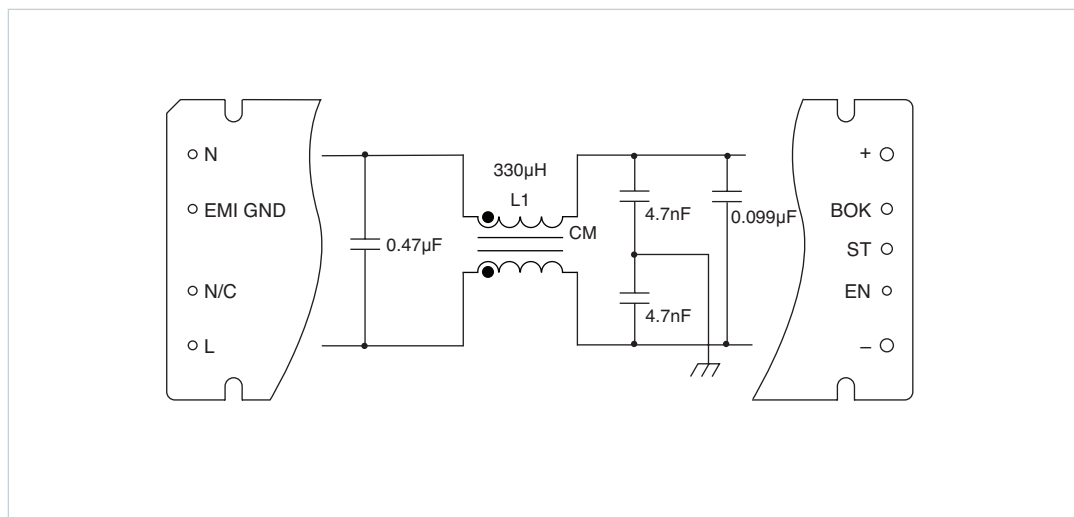 N
EMI GND
N/C
L
0.47µF
330µH
L1
CM
4.7nF
4.7nF
0.099µF
+
BOK
ST
EN
–